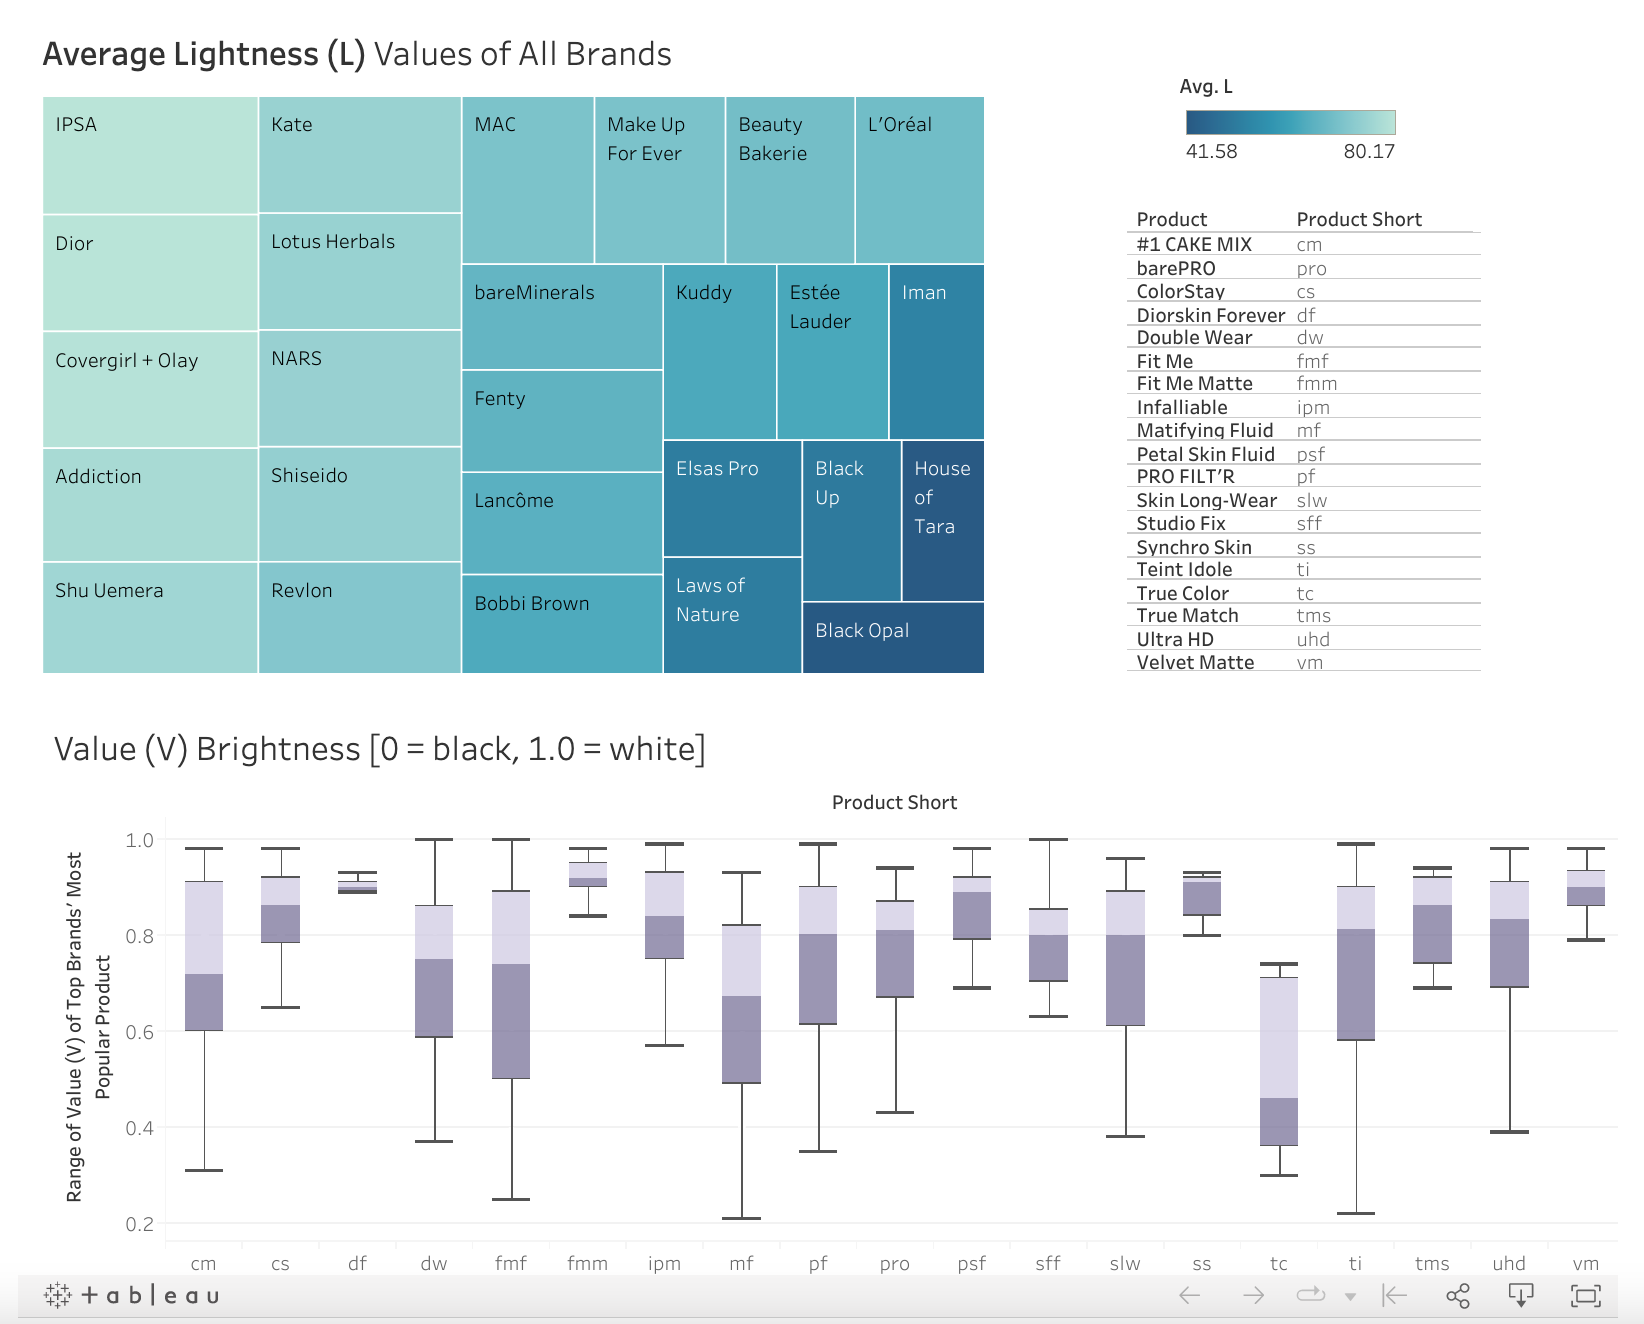 Average Lightness (L) Values of All Brands
Avg. L
41.58 80.17
IPSA
Kate
MAC
Make Up
For Ever
Beauty
Bakerie
L'Oréal
Dior
Lotus Herbals
bareMinerals
Kuddy
Estée
Lauder
Iman
Covergirl + Olay
NARS
Fenty
Addiction
Shiseido
Lancôme
Elsas Pro
Black
Up
House
of
Tara
Shu Uemera
Revlon
Bobbi Brown
Laws of
Nature
Black Opal
Product Product Short
#1 CAKE MIX cm
barePRO pro
ColorStay cs
Diorskin Forever df
Double Wear dw
Fit Me fmf
Fit Me Matte fmm
Infalliable ipm
Matifying Fluid mf
Petal Skin Fluid psf
PRO FILT'R pf
Skin Long-Wear slw
Studio Fix sff
Synchro Skin ss
Teint Idole ti
True Color tc
True Match tms
Ultra HD uhd
Velvet Matte vm
Value (V) Brightness [0 = black, 1.0 = white]
Product Short
Range of Value (V) of Top Brands' Most
Popular Product
1.0
0.8
0.6
0.4
0.2
cm cs df dw fmf fmm ipm mf pf pro psf sff slw ss tc ti tms uhd vm
+ableau